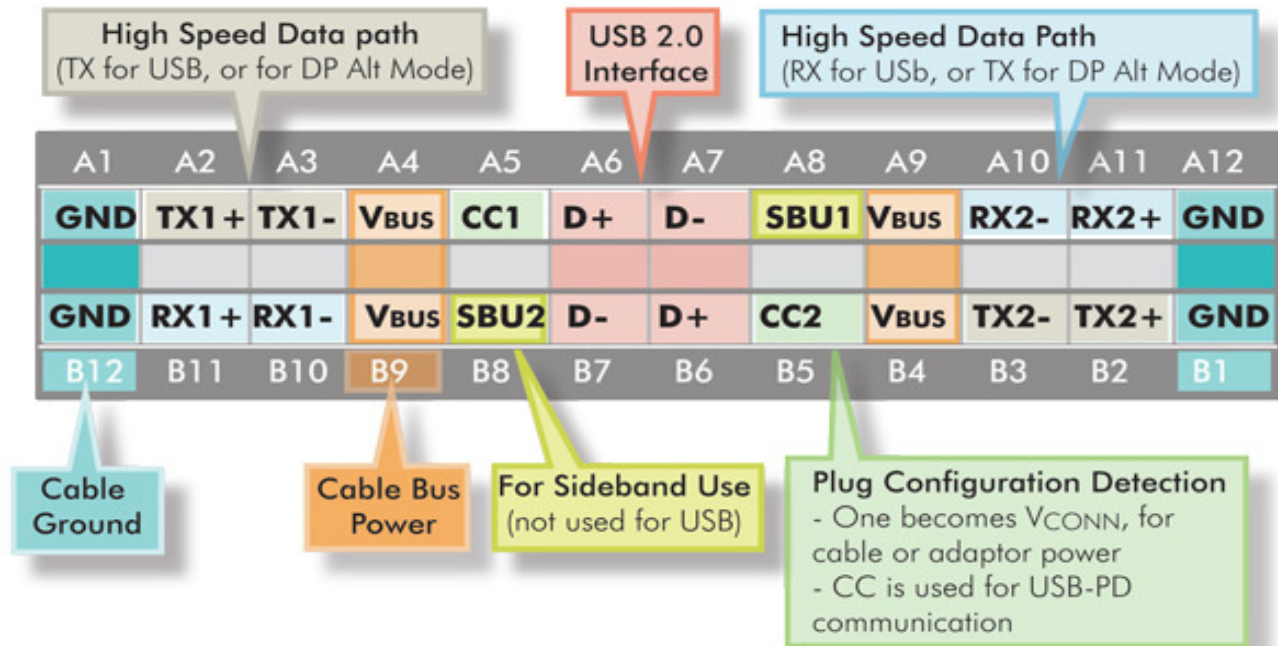 High Speed Data path
(TX for USB, or for DP Alt Mode)
USB 2.0
Interface
High Speed Data Path
(RX for USb, or TX for DP Alt Mode)
A1 A2 A3 A4 A5 A6 A7 A8 A9 A10 A11 A12
GND TX1+ TX1- VBUS CC1 D+ D- SBU1 VBUS RX2- RX2+ GND
GND RX1+ RX1- VBUS SBU2 D- D+ CC2 VBUS TX2- TX2+ GND
B12 B11 B10 B9 B8 B7 B6 B5 B4 B3 B2 B1
Cable
Ground
Cable Bus
Power
For Sideband Use
(not used for USB)
Plug Configuration Detection
- One becomes VCONN, for
cable or adaptor power
- CC is used for USB-PD
communication